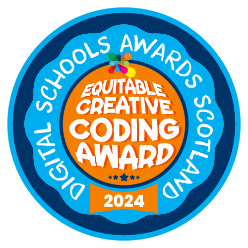 DIGITAL SCHOOLS AWARDS SCOTLAND
EQUITABLE
CREATIVE
CODING
AWARD
2024